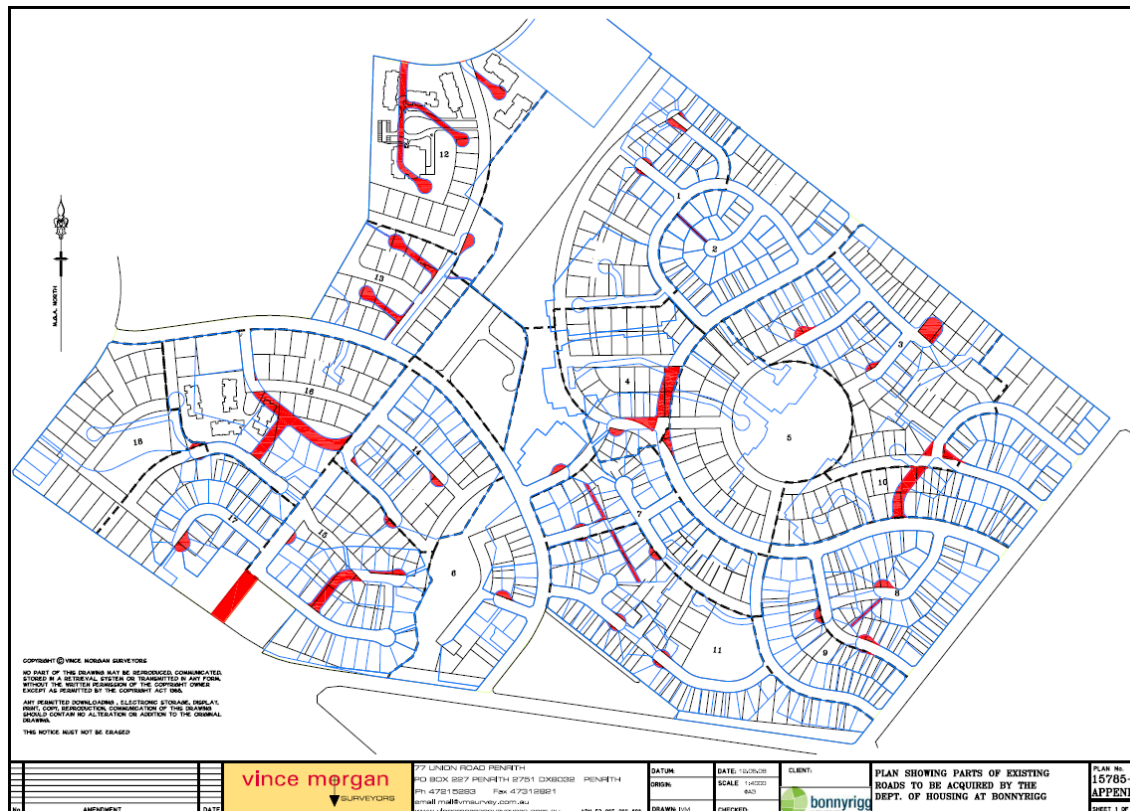 12
1
2
13
3
M.G.A. NORTH
4
16
5
14
18
10
17
7
15
6
8
9
11
COPYRIGHT © VINCE MORGAN SURVEYORS
NO PART OF THIS DRAWING MAY BE REPRODUCED, COMMUNICATED,
STORED IN A RETRIEVAL SYSTEM OR TRANSMITTED IN ANY FORM,
WITHOUT THE WRITTEN PERMISSION OF THE COPYRIGHT OWNER
EXCEPT AS PERMITTED BY THE COPYRIGHT ACT 1968.
ANY PERMITTED DOWNLOADING, ELECTRONIC STORAGE, DISPLAY,
PRINT, COPY, REPRODUCTION, COMMUNICATION OF THIS DRAWING
SHOULD CONTAIN NO ALTERATION OR ADDITION TO THE ORIGINAL
DRAWING.
THIS NOTICE MUST NOT BE ERASED
No.
AMENDMENT
DATE
vince morgan
SURVEYORS
77 UNION ROAD PENRITH
PO BOX 227 PENRITH 2751 DX8032 PENRITH
Ph 47215293 Fax 47312821
email mail@vmsurvey.com.au
DATUM:
ORIGIN:
DRAWN:
DATE:
SCALE 1:4000
@A3
CHECKED:
CLIENT:
bonnyrigg
PLAN SHOWING PARTS OF EXISTING
ROADS TO BE ACQUIRED BY THE
DEPT. OF HOUSING AT BONNYRIGG
PLAN No.
15785-
APPEND
SHEET 1 OF